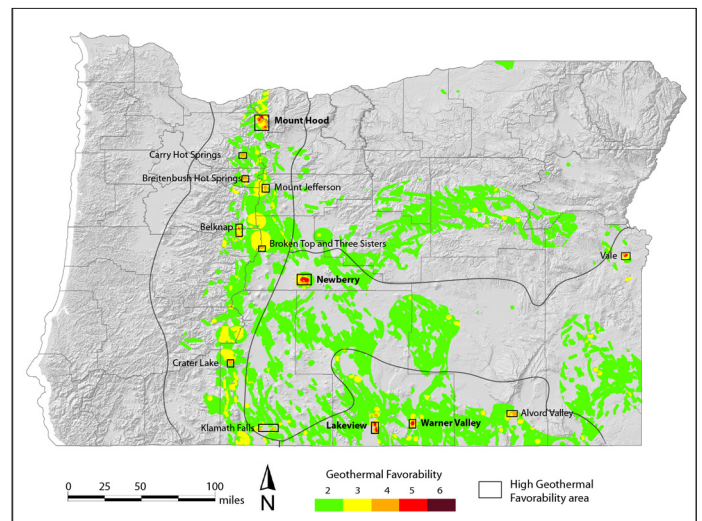 Mount Hood
Carry Hot Springs
Breitenbush Hot Springs
Mount Jefferson
Belknap
Broken Top and Three Sisters
Vale
Newberry
Crater Lake
Alvord Valley
Klamath Falls
Lakeview
Warner Valley
Geothermal Favorability
2 3 4 5 6
High Geothermal
Favorability area
0 25 50 100
miles
N